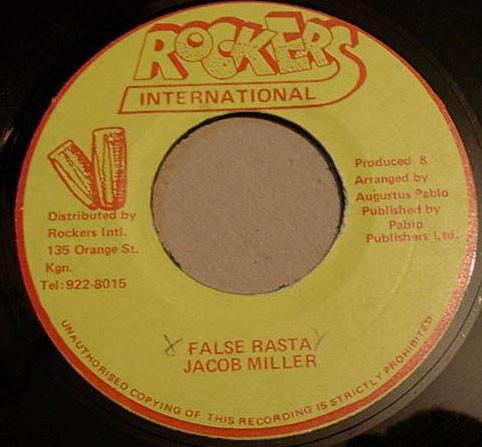 ROCKERS
INTERNATIONAL
Produced &
Arranged by
Augustus Pablo
Published by
Pablo
Publishers Ltd.
Distributed by
Rockers Intl.
135 Orange St.
Kgn.
Tel:922-8015
FALSE RASTA
JACOB MILLER
UNAUTHORISED COPYING OF THIS RECORDING IS STRICTLY PROHIBITED